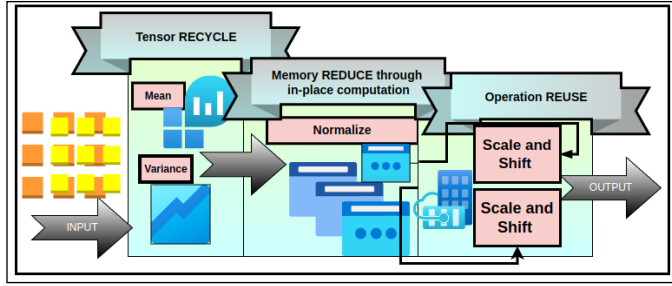 Tensor RECYCLE
Memory REDUCE through
in-place computation
Operation REUSE
Mean
Variance
Normalize
Scale and
Shift
Scale and
Shift
INPUT
OUTPUT